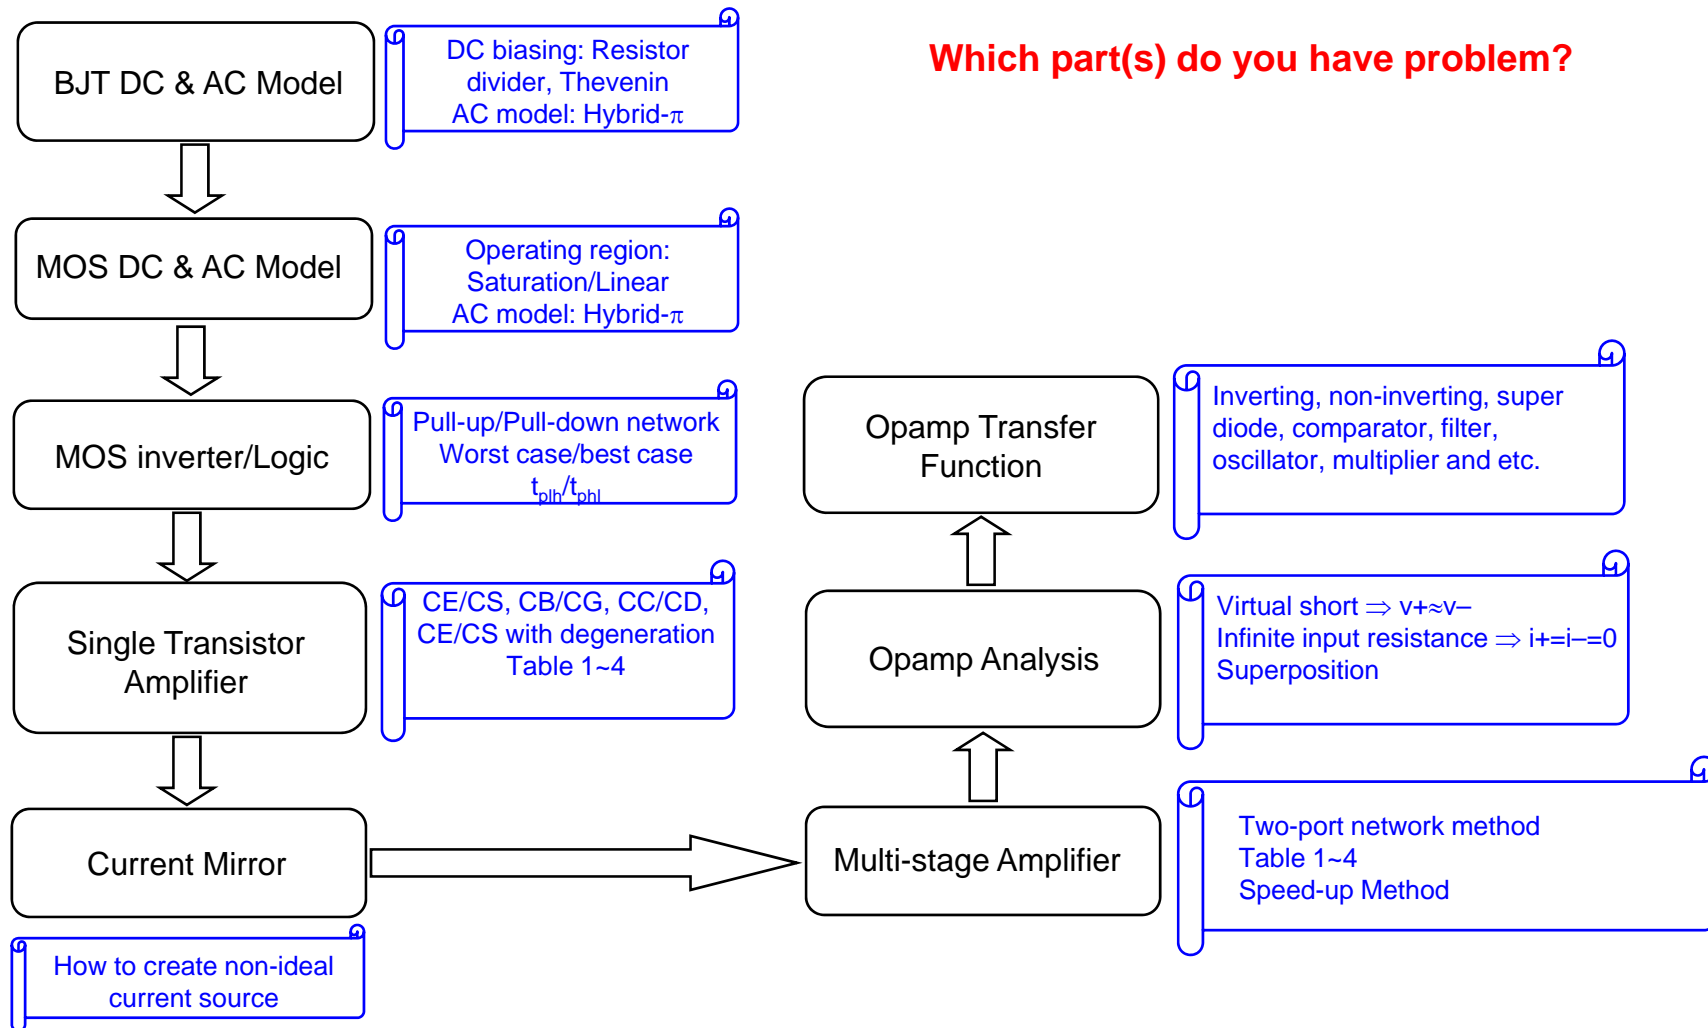 Which part(s) do you have problem?
BJT DC & AC Model
DC biasing: Resistor
divider, Thevenin
AC model: Hybrid-π
MOS DC & AC Model
Operating region:
Saturation/Linear
AC model: Hybrid-π
MOS inverter/Logic
Pull-up/Pull-down network
Worst case/best case
tplh/tphl
Single Transistor
Amplifier
CE/CS, CB/CG, CC/CD,
CE/CS with degeneration
Table 1~4
Current Mirror
How to create non-ideal
current source
Multi-stage Amplifier
Two-port network method
Table 1~4
Speed-up Method
Opamp Analysis
Virtual short ⇒ v+≈v–
Infinite input resistance ⇒ i+=i–=0
Superposition
Opamp Transfer
Function
Inverting, non-inverting, super
diode, comparator, filter,
oscillator, multiplier and etc.